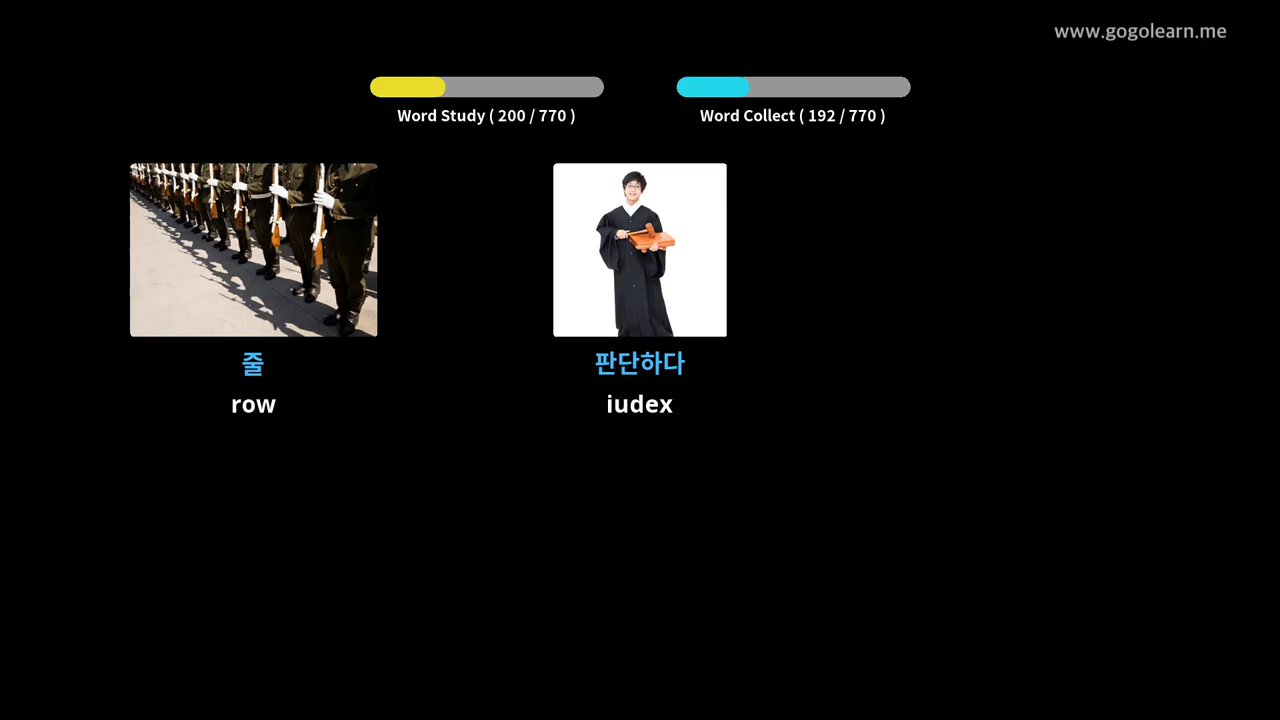 www.gogolearn.me
Word Study ( 200 / 770 )
Word Collect ( 192 / 770 )
줄
row
판단하다
iudex